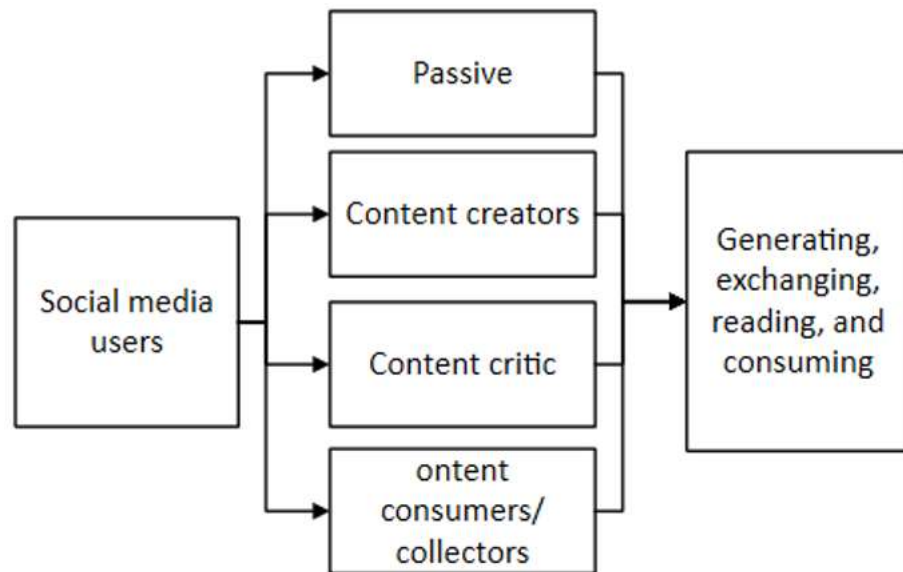 Social media
users
Passive
Content creators
Content critic
ontent
consumers/
collectors
Generating,
exchanging,
reading, and
consuming